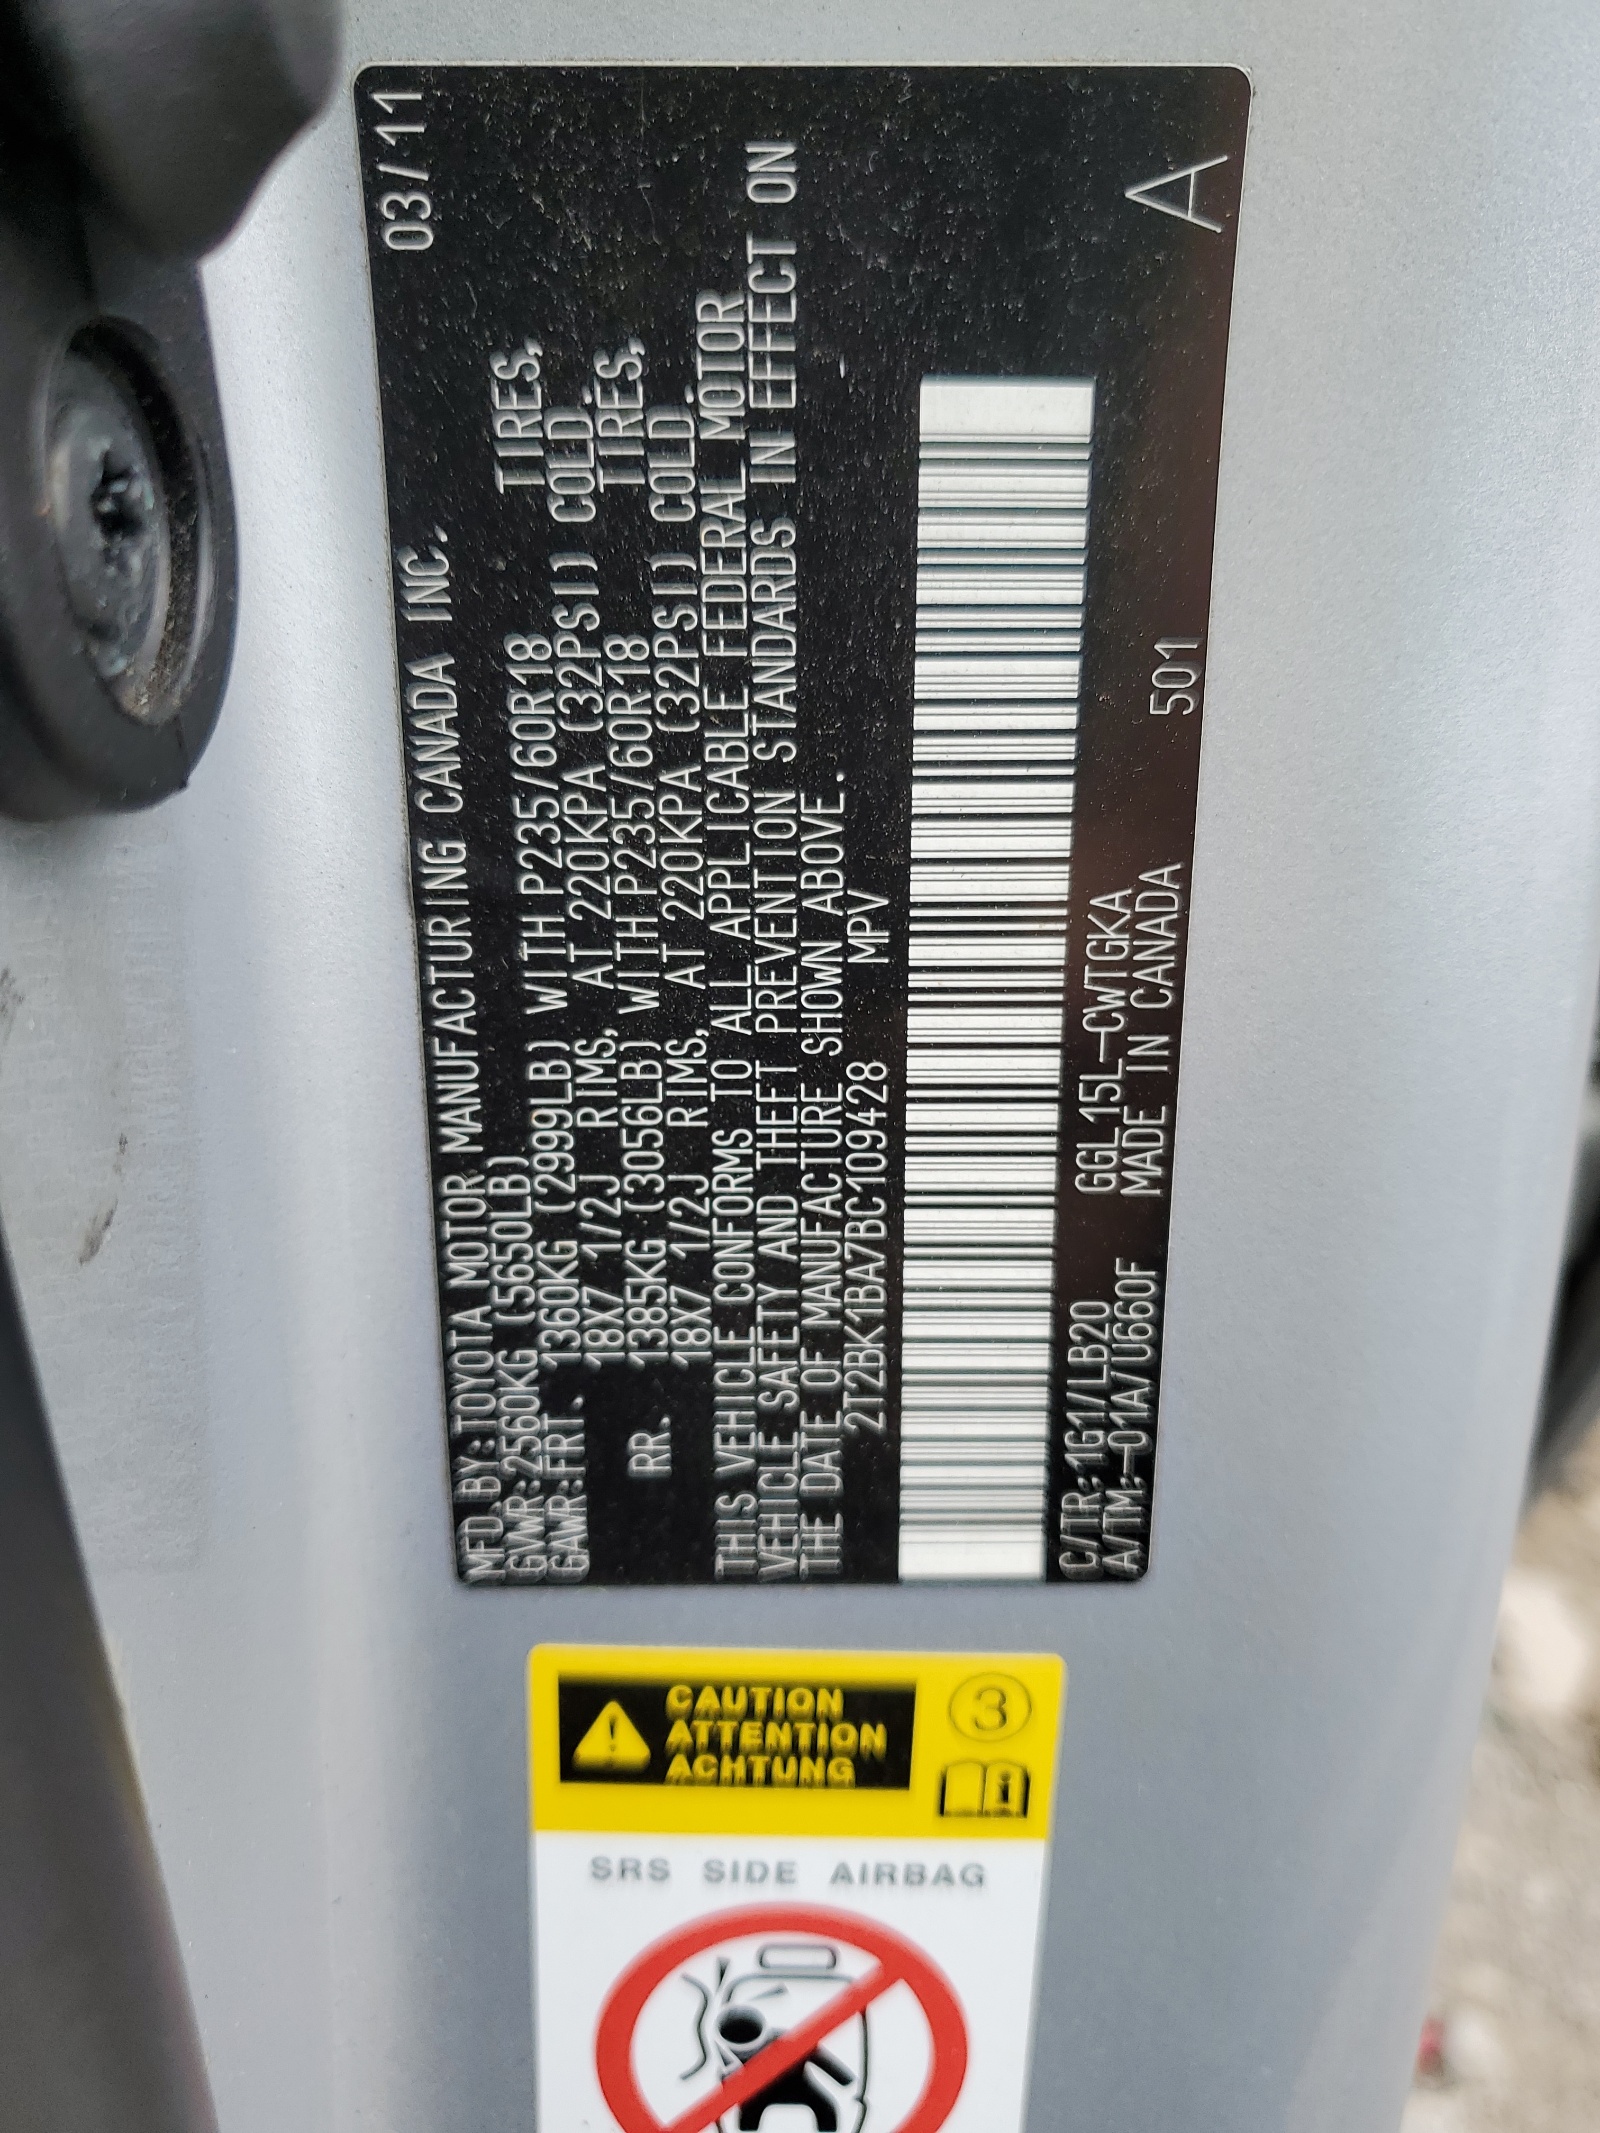 MFD.BY:TOYOTA MOTOR MANUFACTURING CANADA INC. 03/11
GVWR:2560KG (5650LB)
GAWR:FRT. 1360KG (2999LB) WITH P235/60R18 TIRES,
18X7 1/2J RIMS, AT 220KPA (32PSI) COLD.
RR. 1385KG (3056LB) WITH P235/60R18 TIRES,
18X7 1/2J RIMS, AT 220KPA (32PSI) COLD.
THIS VEHICLE CONFORMS TO ALL APPLICABLE FEDERAL MOTOR
VEHICLE SAFETY AND THEFT PREVENTION STANDARDS IN EFFECT ON
THE DATE OF MANUFACTURE SHOWN ABOVE.
2T2BK1BA7BC109428 MPV
C/TR:1G1/LB20 GGL15L-CWTGKA
A/TM:-01A/U660F MADE IN CANADA 501 A
CAUTION
ATTENTION
ACHTUNG
3
SRS SIDE AIRBAG